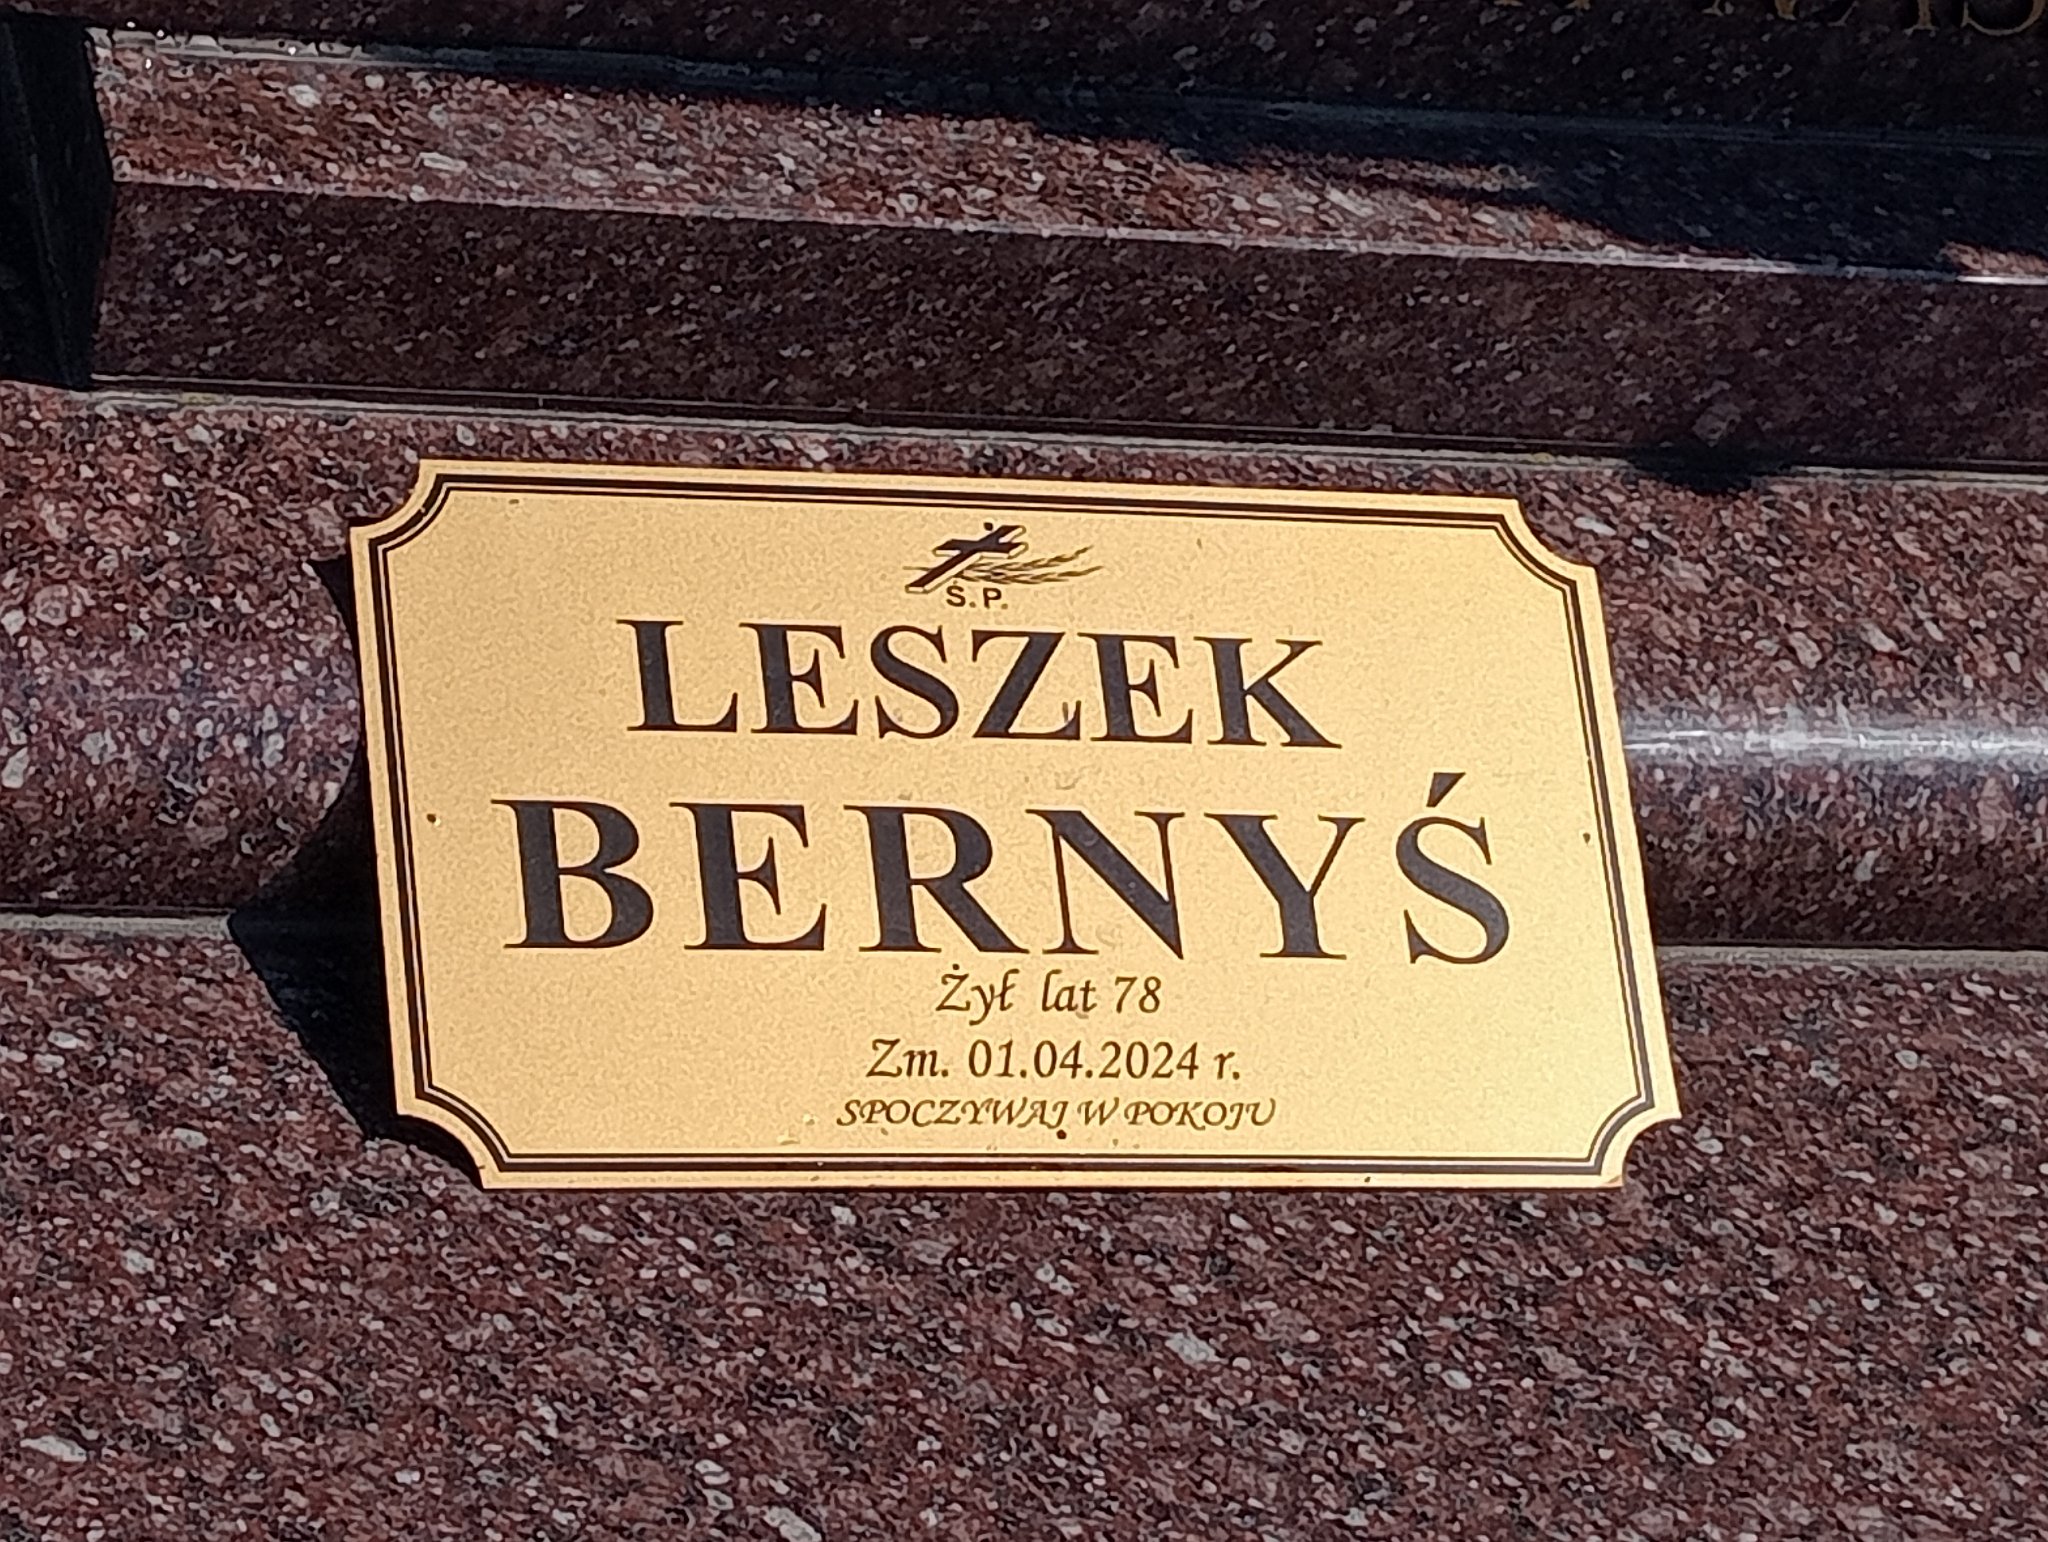 Ś.P.
LESZEK
BERNYŚ
Żył lat 78
Zm. 01.04.2024 r.
SPOCZYWAJ W POKOJU